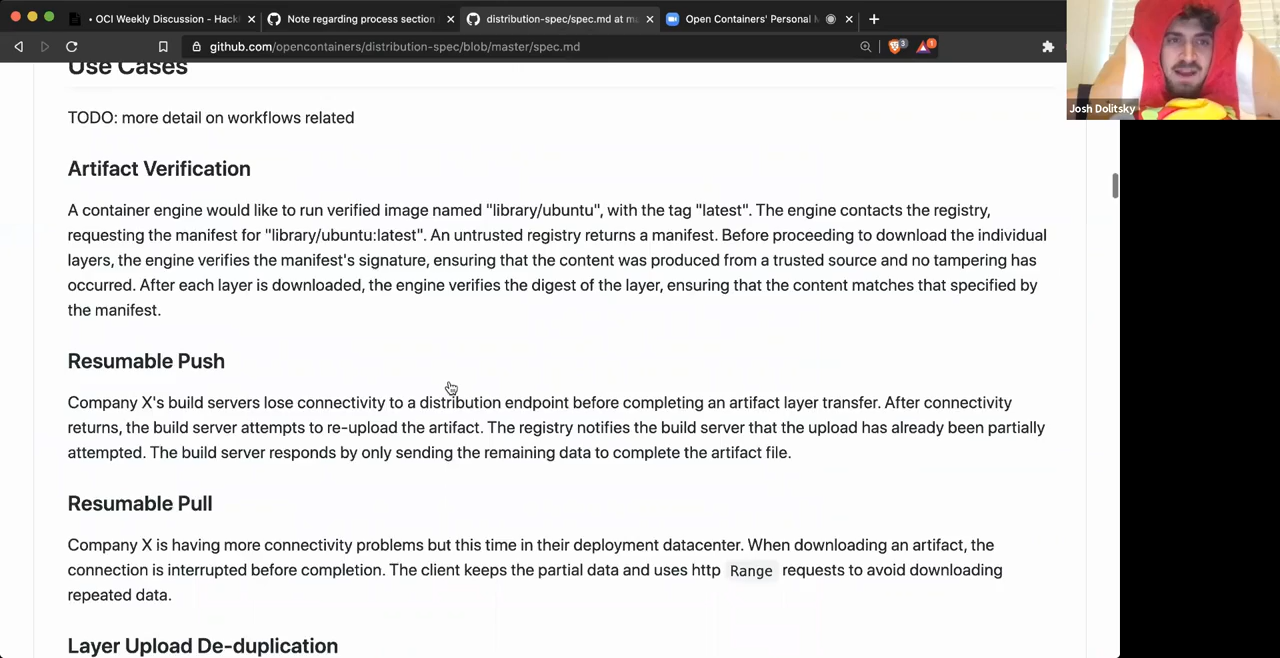 • OCI Weekly Discussion - Hack
Note regarding process section
distribution-spec/spec.md at m
Open Containers' Personal M
github.com/opencontainers/distribution-spec/blob/master/spec.md
3
1
Josh Dolitsky
Use Cases
TODO: more detail on workflows related
Artifact Verification
A container engine would like to run verified image named "library/ubuntu", with the tag "latest". The engine contacts the registry,
requesting the manifest for "library/ubuntu:latest". An untrusted registry returns a manifest. Before proceeding to download the individual
layers, the engine verifies the manifest's signature, ensuring that the content was produced from a trusted source and no tampering has
occurred. After each layer is downloaded, the engine verifies the digest of the layer, ensuring that the content matches that specified by
the manifest.
Resumable Push
Company X's build servers lose connectivity to a distribution endpoint before completing an artifact layer transfer. After connectivity
returns, the build server attempts to re-upload the artifact. The registry notifies the build server that the upload has already been partially
attempted. The build server responds by only sending the remaining data to complete the artifact file.
Resumable Pull
Company X is having more connectivity problems but this time in their deployment datacenter. When downloading an artifact, the
connection is interrupted before completion. The client keeps the partial data and uses http Range requests to avoid downloading
repeated data.
Layer Upload De-duplication